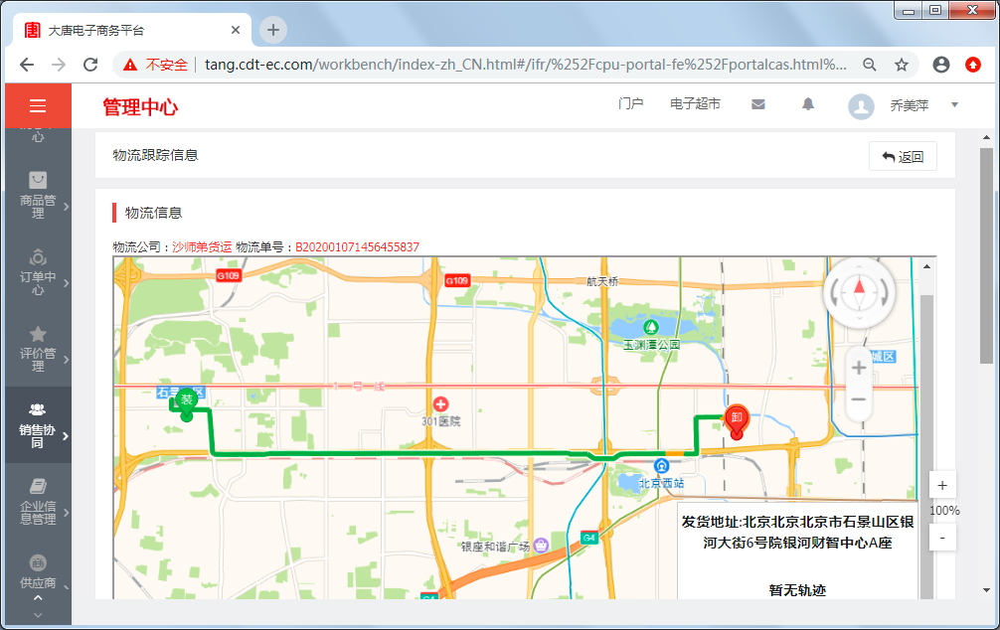 大唐电子商务平台
不安全
tang.cdt-ec.com/workbench/index-zh_CN.html#/ifr/%252Fcpu-portal-fe%252Fportalcas.html%...
管理中心
门户
电子超市
乔美萍
心
商品管
理
订单中
心
评价管
理
销售协
同
企业信
息管理
供应商
物流跟踪信息
返回
物流信息
物流公司：沙师弟货运 物流单号：B202001071456455837
G109
G109
航天桥
玉渊潭公园
城区
1 号 线
石景山区
装
301医院
卸
北京西站
银座和谐广场
G4
G4
发货地址:北京北京北京市石景山区银
河大街6号院银河财智中心A座
暂无轨迹
+
100%
-